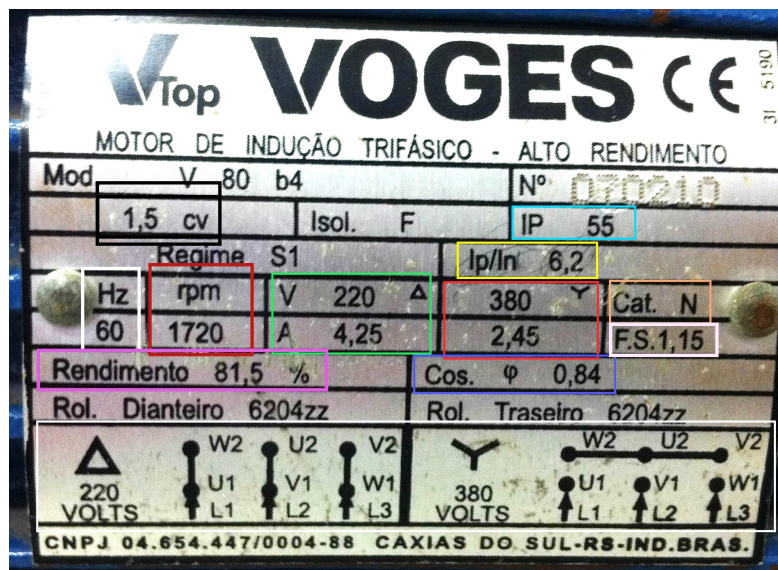 VTop VOGES CE
3I 5190
MOTOR DE INDUÇÃO TRIFÁSICO - ALTO RENDIMENTO
Mod V 80 b4 Nº 070210
1,5 cv Isol. F IP 55
Regime S1 Ip/In 6,2
Hz rpm V 220 Δ 380 Y Cat. N
60 1720 A 4,25 2,45 F.S.1,15
Rendimento 81,5 % Cos. φ 0,84
Rol. Dianteiro 6204zz Rol. Traseiro 6204zz
Δ W2 U2 V2 Y W2 U2 V2
220 U1 V1 W1 380 U1 V1 W1
VOLTS L1 L2 L3 VOLTS L1 L2 L3
CNPJ 04.654.447/0004-88 CAXIAS DO SUL-RS-IND.BRAS.